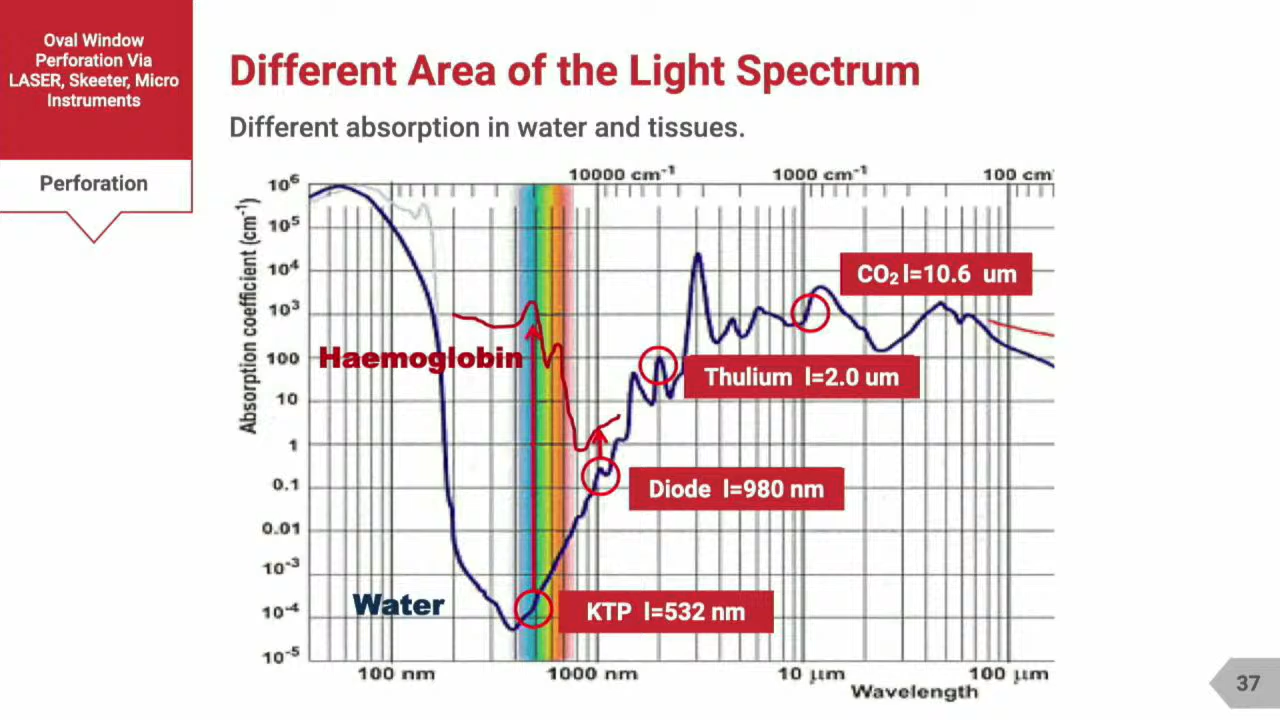 Oval Window
Perforation Via
LASER, Skeeter, Micro
Instruments
Perforation
Different Area of the Light Spectrum
Different absorption in water and tissues.
10000 cm⁻¹ 1000 cm⁻¹ 100 cm⁻¹
Absorption coefficient (cm⁻¹)
10⁶
10⁵
10⁴
10³
100
10
1
0.1
0.01
10⁻³
10⁻⁴
10⁻⁵
CO₂ l=10.6 um
Haemoglobin
Thulium l=2.0 um
Diode l=980 nm
Water
KTP l=532 nm
100 nm 1000 nm 10 µm 100 µm
Wavelength
37